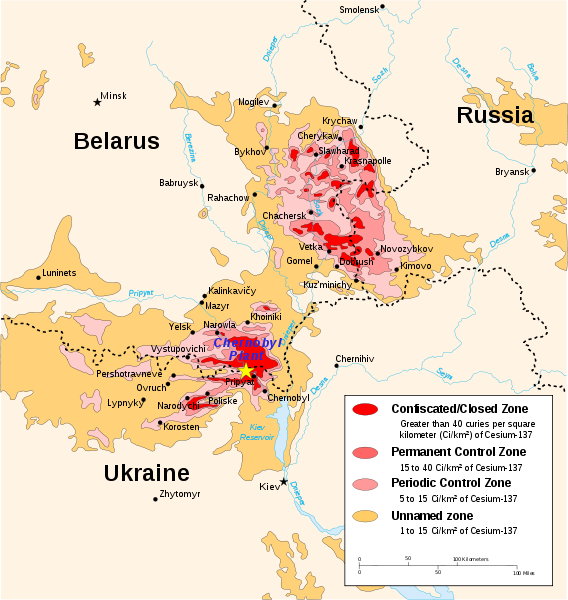 Smolensk
Dnieper
Sozh
Desna
Bolva
Minsk
Mogilev
Krychaw
Russia
Belarus
Cherykaw
Bykhov
Slawharad
Krasnapolle
Berezina
Babruysk
Bryansk
Rahachow
Chachersk
Vetka
Novozybkov
Desna
Gomel
Dobrush
Kimovo
Luninets
Kuz'minychy
Pripyat
Kalinkavičy
Mazyr
Khoiniki
Yelsk
Narowla
Dnieper
Chernobyl
Plant
Vystupovichi
Chernihiv
Pershotravneve
Pripyat
Ovruch
Desna
Sejm
Lypnyky
Poliske
Chernobyl
Narodychi
Korosten
Kiev
Reservoir
Ukraine
Kiev
Zhytomyr
Dnieper
Confiscated/Closed Zone
Greater than 40 curies per square
kilometer (Ci/km²) of Cesium-137
Permanent Control Zone
15 to 40 Ci/km² of Cesium-137
Periodic Control Zone
5 to 15 Ci/km² of Cesium-137
Unnamed zone
1 to 15 Ci/km² of Cesium-137
0 50 100 Kilometers
0 50 100 Miles